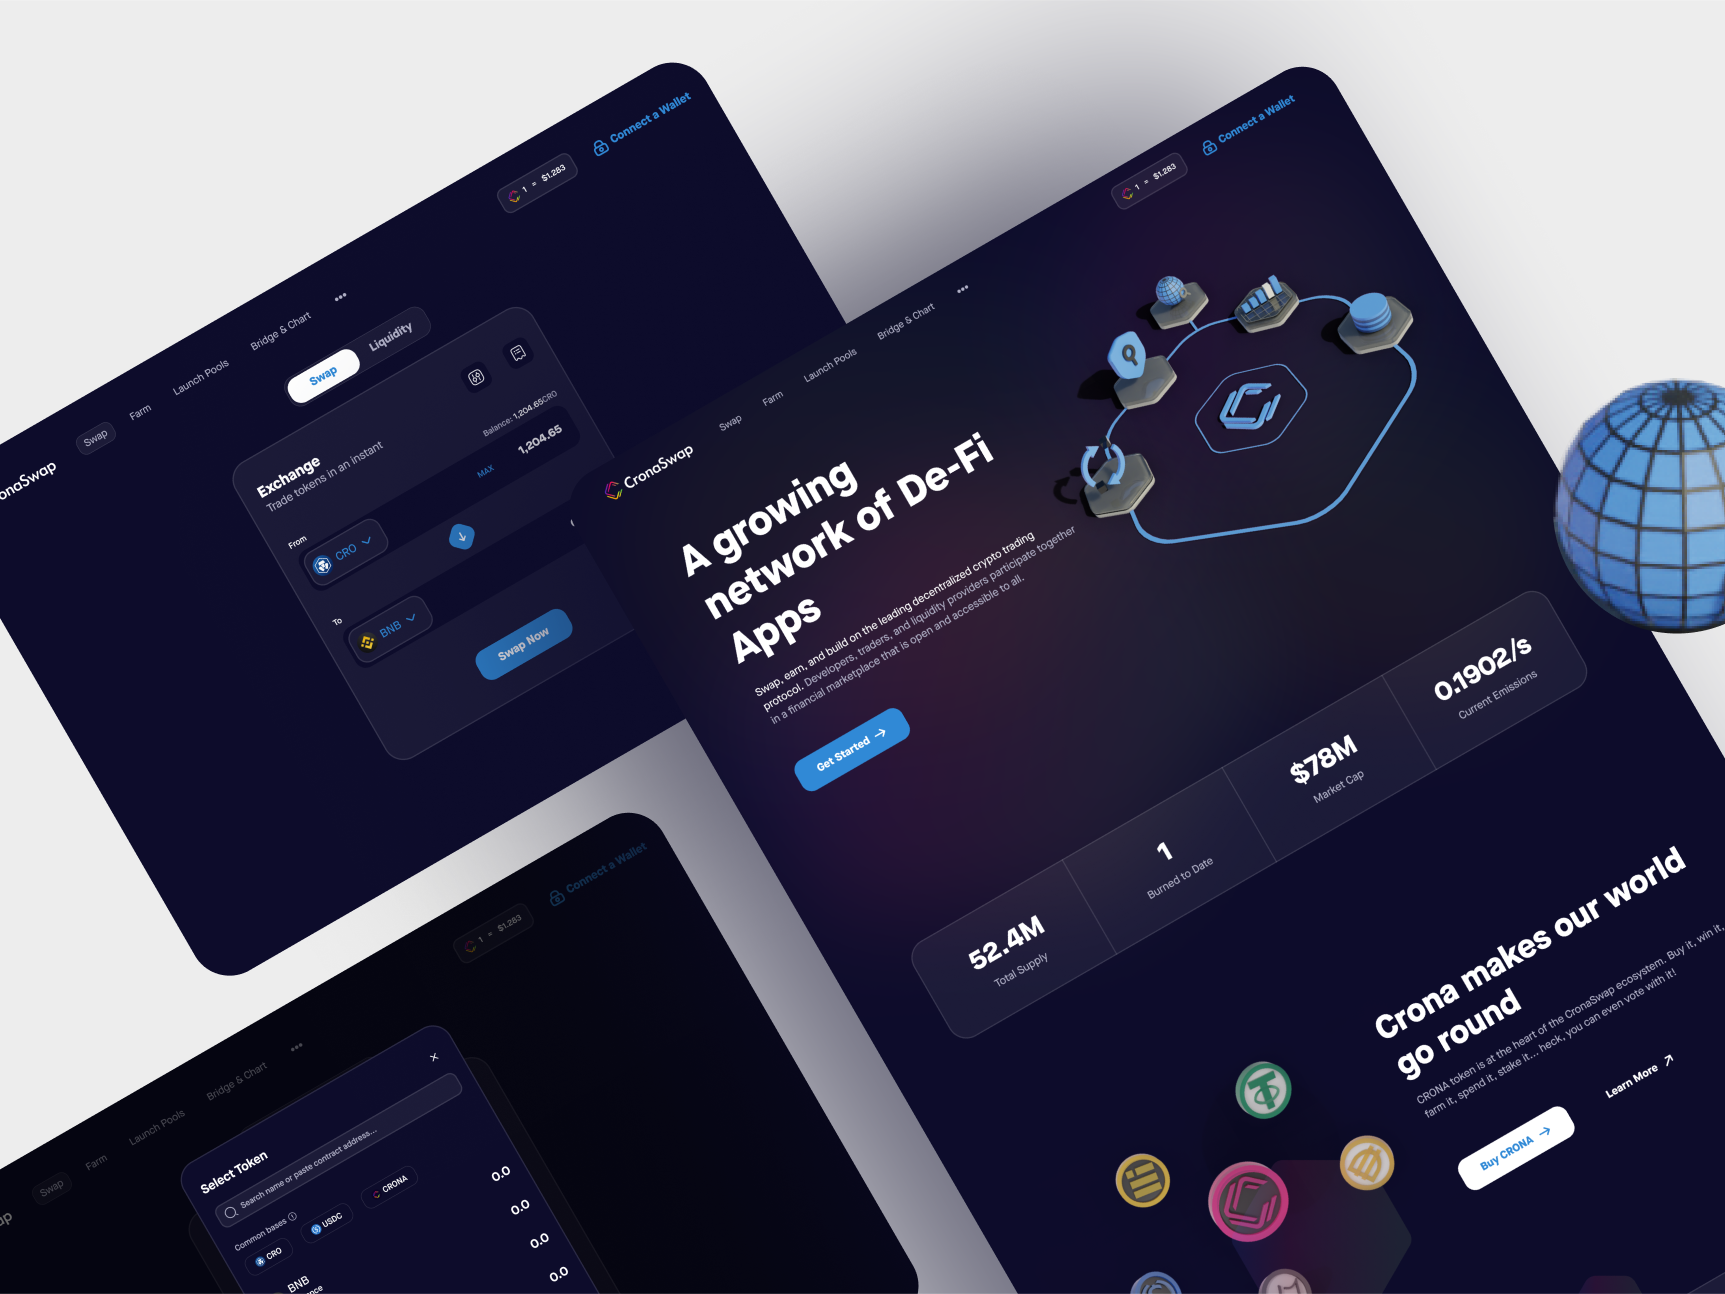 Connect a Wallet
1 = $1.283
Swap
Farm
Launch Pools
Bridge & Chart
•••
Swap
Liquidity
Exchange
Trade tokens in an instant
Balance: 1,204.65CRO
From
CRO
MAX
1,204.65
To
BNB
Swap Now
Connect a Wallet
1 = $1.283
CronaSwap
Swap
Farm
Launch Pools
Bridge & Chart
•••
A growing
network of De-Fi
Apps
Swap, earn, and build on the leading decentralized crypto trading
protocol. Developers, traders, and liquidity providers participate together
in a financial marketplace that is open and accessible to all.
Get Started →
52.4M
Total Supply
1
Burned to Date
$78M
Market Cap
0.1902/s
Current Emissions
Crona makes our world
go round
CRONA token is at the heart of the CronaSwap ecosystem. Buy it, win it,
farm it, spend it, stake it... heck, you can even vote with it!
Buy CRONA →
Learn More ↗
Connect a Wallet
1 = $1.283
Swap
Farm
Launch Pools
Bridge & Chart
•••
Select Token
Search name or paste contract address...
Common bases
CRO
USDC
CRONA
BNB
0.0
0.0
0.0
0.0